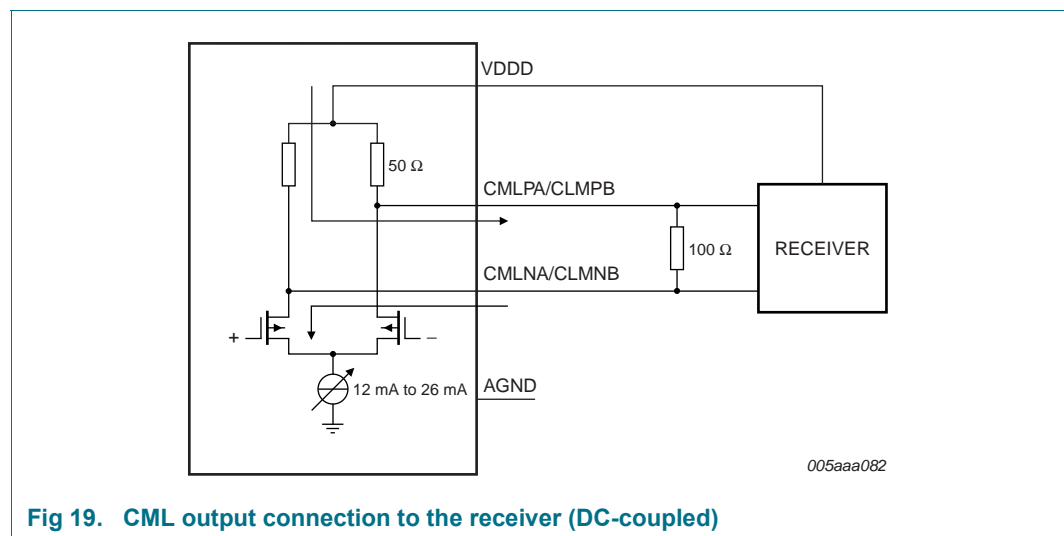 VDDD
50 Ω
CMLPA/CLMPB
100 Ω
RECEIVER
CMLNA/CLMNB
+
−
12 mA to 26 mA
AGND
005aaa082
Fig 19. CML output connection to the receiver (DC-coupled)